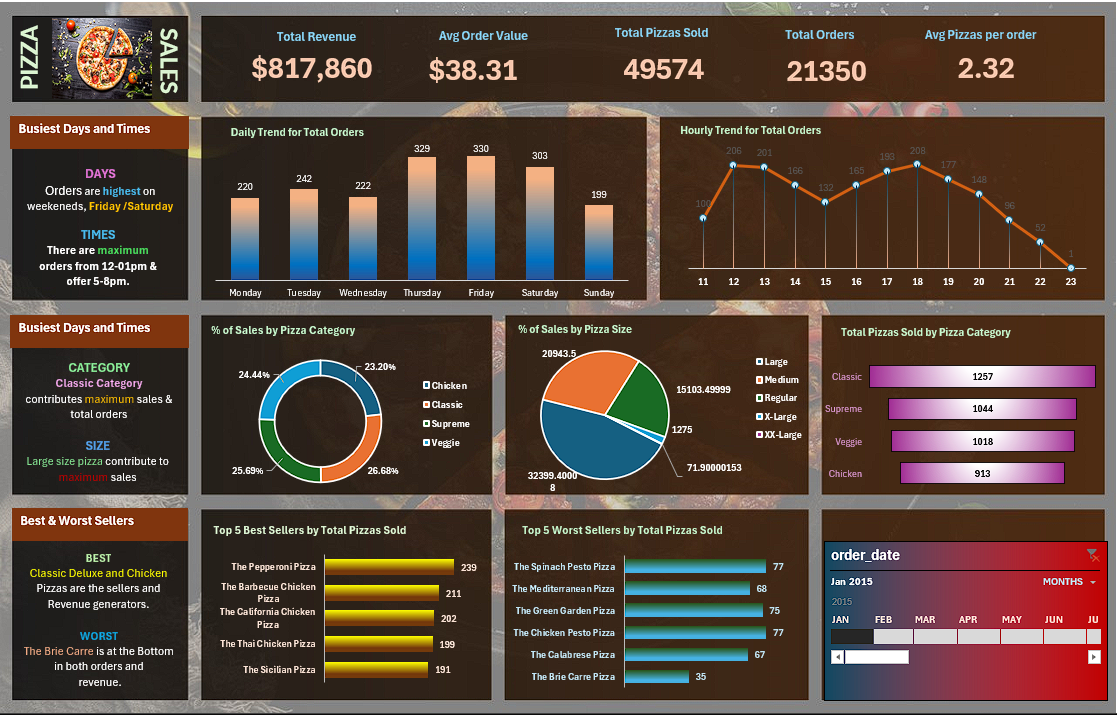 PIZZA
SALES
Total Revenue
$817,860
Avg Order Value
$38.31
Total Pizzas Sold
49574
Total Orders
21350
Avg Pizzas per order
2.32
Busiest Days and Times
DAYS
Orders are highest on
weekeneds, Friday /Saturday
TIMES
There are maximum
orders from 12-01pm &
offer 5-8pm.
Daily Trend for Total Orders
220
242
222
329
330
303
199
Monday
Tuesday
Wednesday
Thursday
Friday
Saturday
Sunday
Hourly Trend for Total Orders
100
206
201
166
132
165
193
208
177
148
96
52
1
11
12
13
14
15
16
17
18
19
20
21
22
23
Busiest Days and Times
CATEGORY
Classic Category
contributes maximum sales &
total orders
SIZE
Large size pizza contribute to
maximum sales
% of Sales by Pizza Category
24.44%
23.20%
25.69%
26.68%
Chicken
Classic
Supreme
Veggie
% of Sales by Pizza Size
20943.5
15103.49999
1275
71.90000153
32399.4000
8
Large
Medium
Regular
X-Large
XX-Large
Total Pizzas Sold by Pizza Category
Classic 1257
Supreme 1044
Veggie 1018
Chicken 913
Best & Worst Sellers
BEST
Classic Deluxe and Chicken
Pizzas are the sellers and
Revenue generators.
WORST
The Brie Carre is at the Bottom
in both orders and
revenue.
Top 5 Best Sellers by Total Pizzas Sold
The Pepperoni Pizza 239
The Barbecue Chicken
Pizza 211
The California Chicken
Pizza 202
The Thai Chicken Pizza 199
The Sicilian Pizza 191
Top 5 Worst Sellers by Total Pizzas Sold
The Spinach Pesto Pizza 77
The Mediterranean Pizza 68
The Green Garden Pizza 75
The Chicken Pesto Pizza 77
The Calabrese Pizza 67
The Brie Carre Pizza 35
order_date
Jan 2015 MONTHS
2015
JAN FEB MAR APR MAY JUN JU